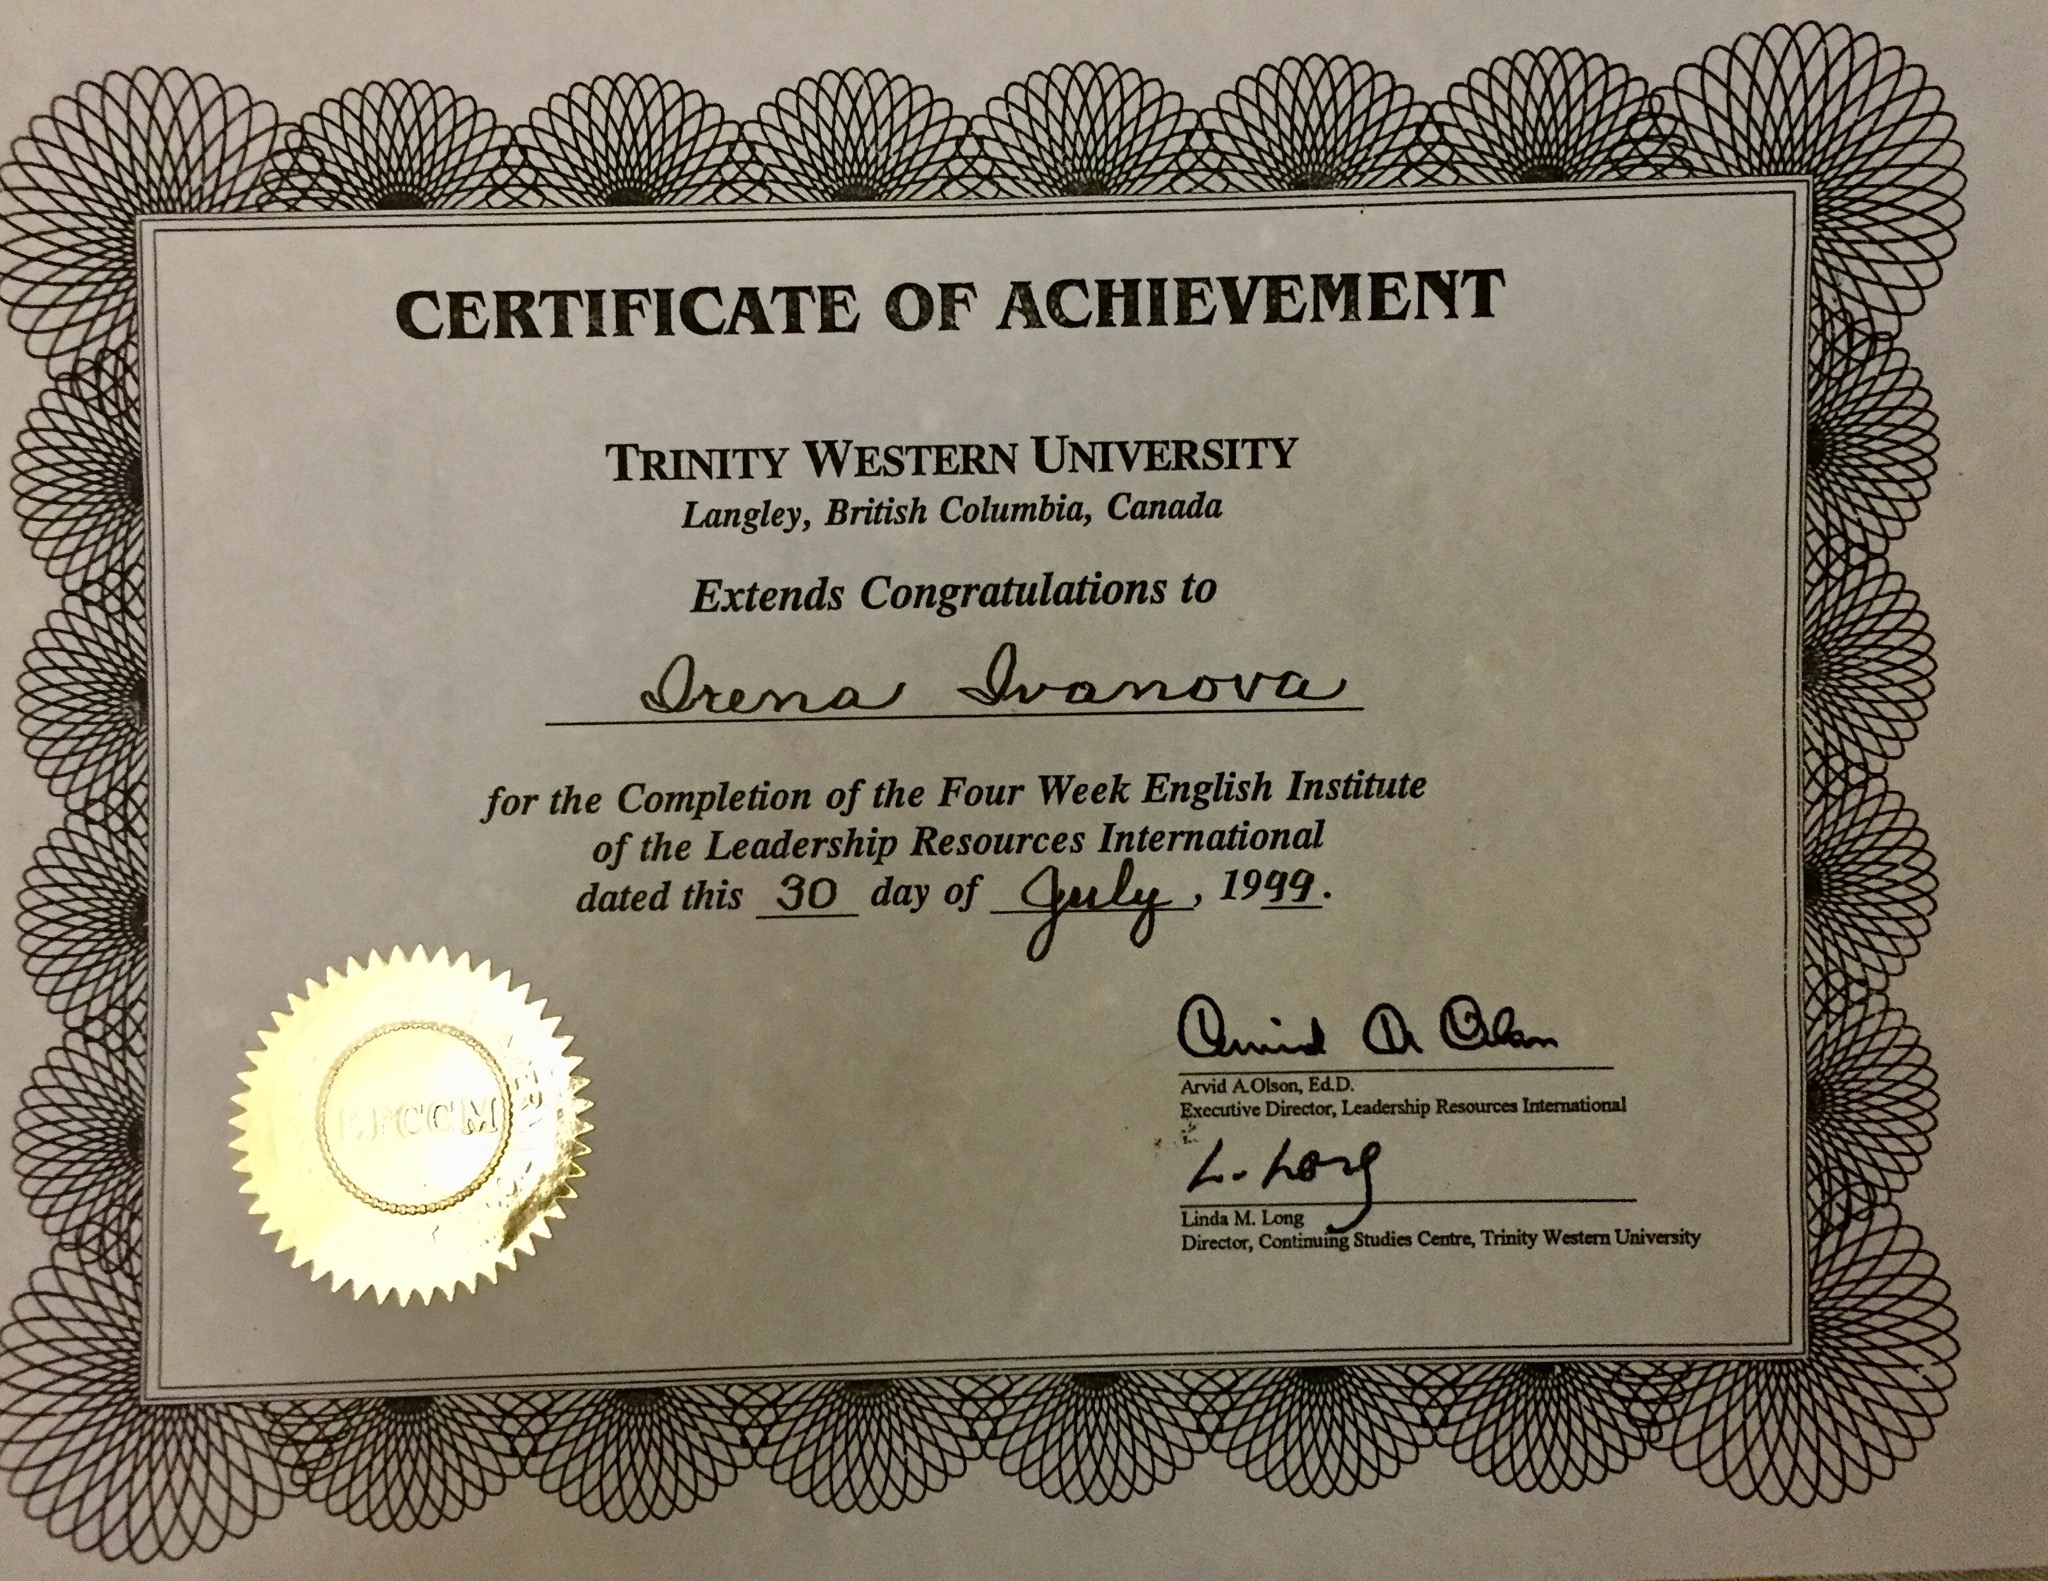 CERTIFICATE OF ACHIEVEMENT
TRINITY WESTERN UNIVERSITY
Langley, British Columbia, Canada
Extends Congratulations to
Irena Ivanova
for the Completion of the Four Week English Institute
of the Leadership Resources International
dated this 30 day of July, 1999.
Arvid A Olson
Arvid A.Olson, Ed.D.
Executive Director, Leadership Resources International
L. Long
Linda M. Long
Director, Continuing Studies Centre, Trinity Western University